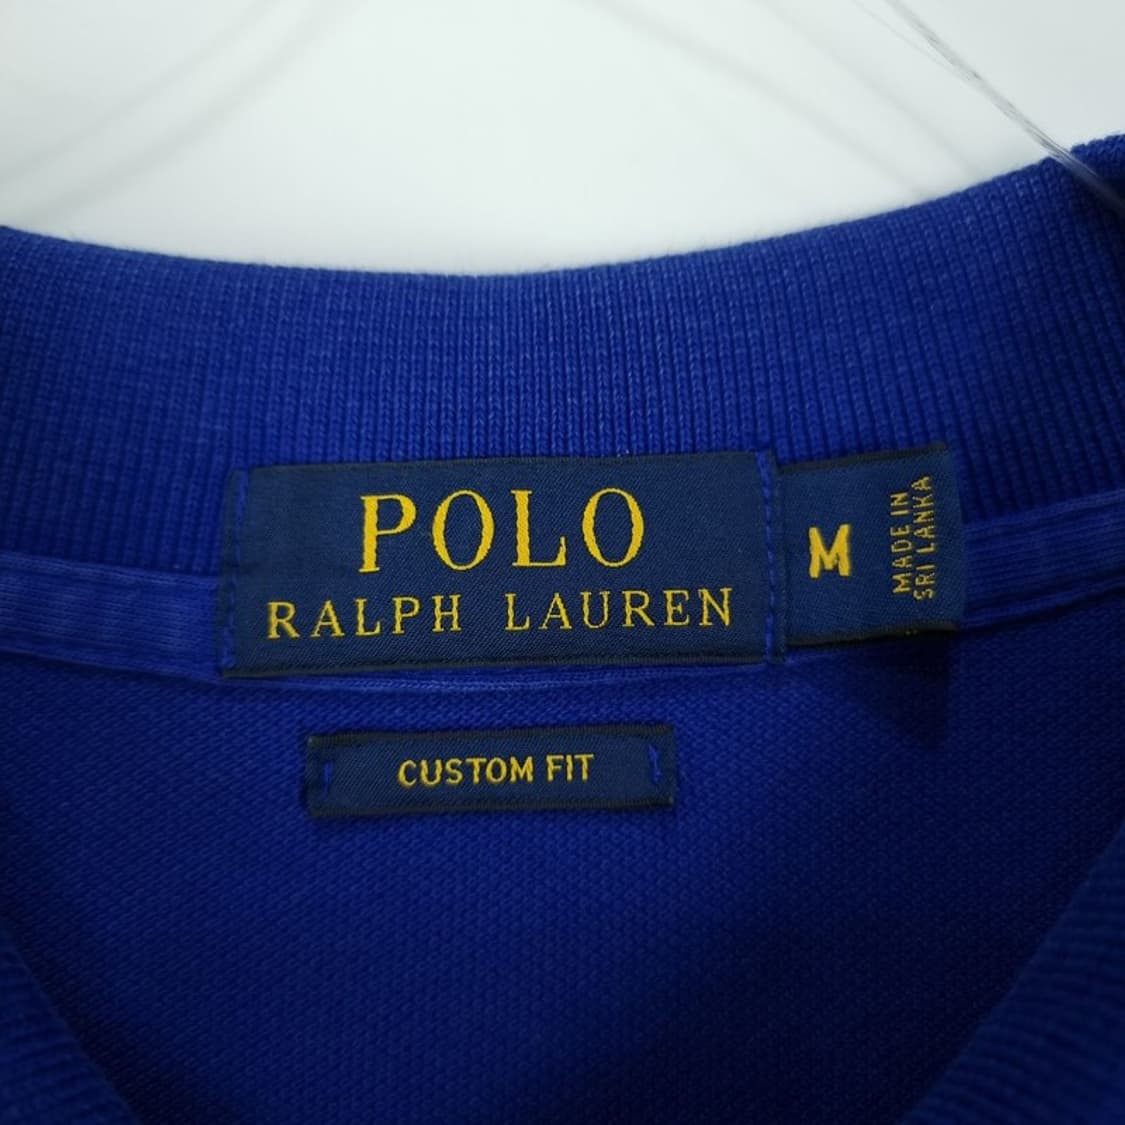 POLO
RALPH LAUREN
M
MADE IN
SRI LANKA
CUSTOM FIT